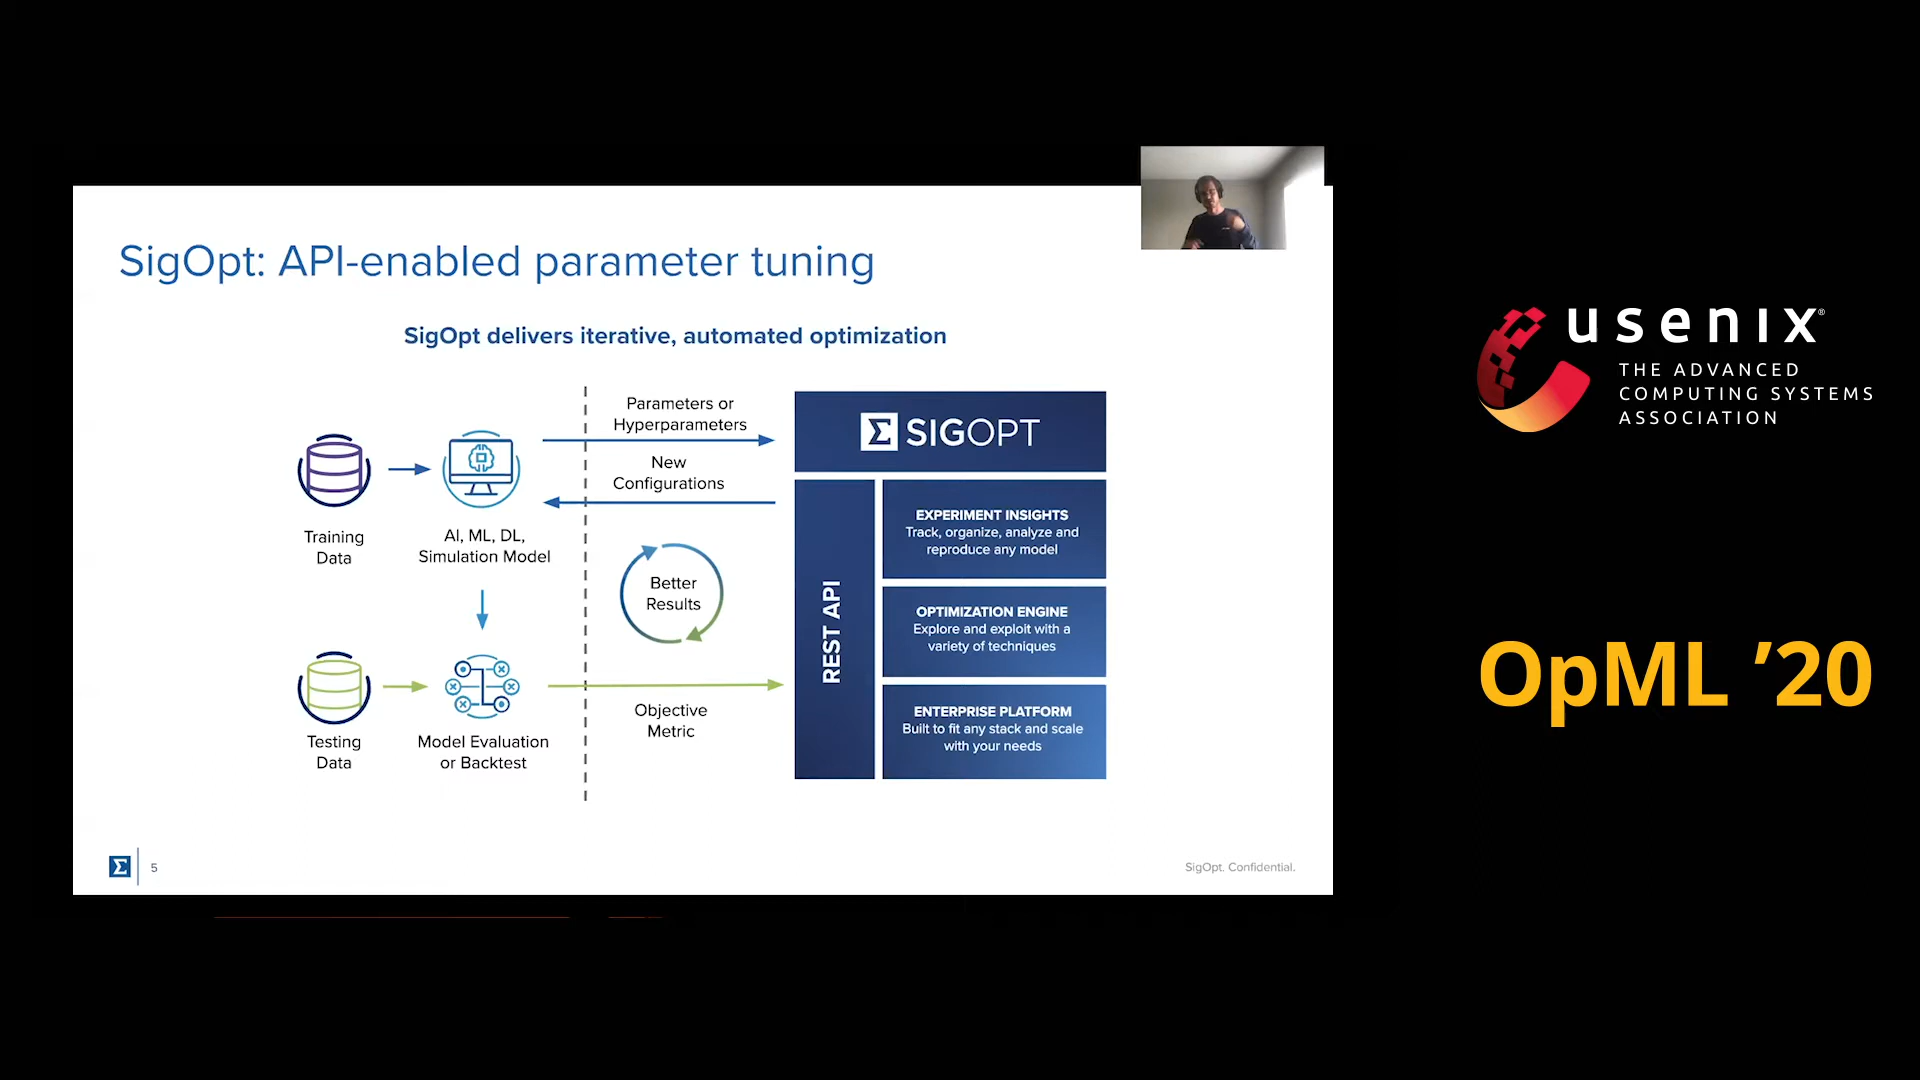 SigOpt: API-enabled parameter tuning
SigOpt delivers iterative, automated optimization
Training
Data
AI, ML, DL,
Simulation Model
Testing
Data
Model Evaluation
or Backtest
Parameters or
Hyperparameters
New
Configurations
Better
Results
Objective
Metric
Σ SIGOPT
REST API
EXPERIMENT INSIGHTS
Track, organize, analyze and
reproduce any model
OPTIMIZATION ENGINE
Explore and exploit with a
variety of techniques
ENTERPRISE PLATFORM
Built to fit any stack and scale
with your needs
Σ
5
SigOpt. Confidential.
usenix®
THE ADVANCED
COMPUTING SYSTEMS
ASSOCIATION
OpML ’20